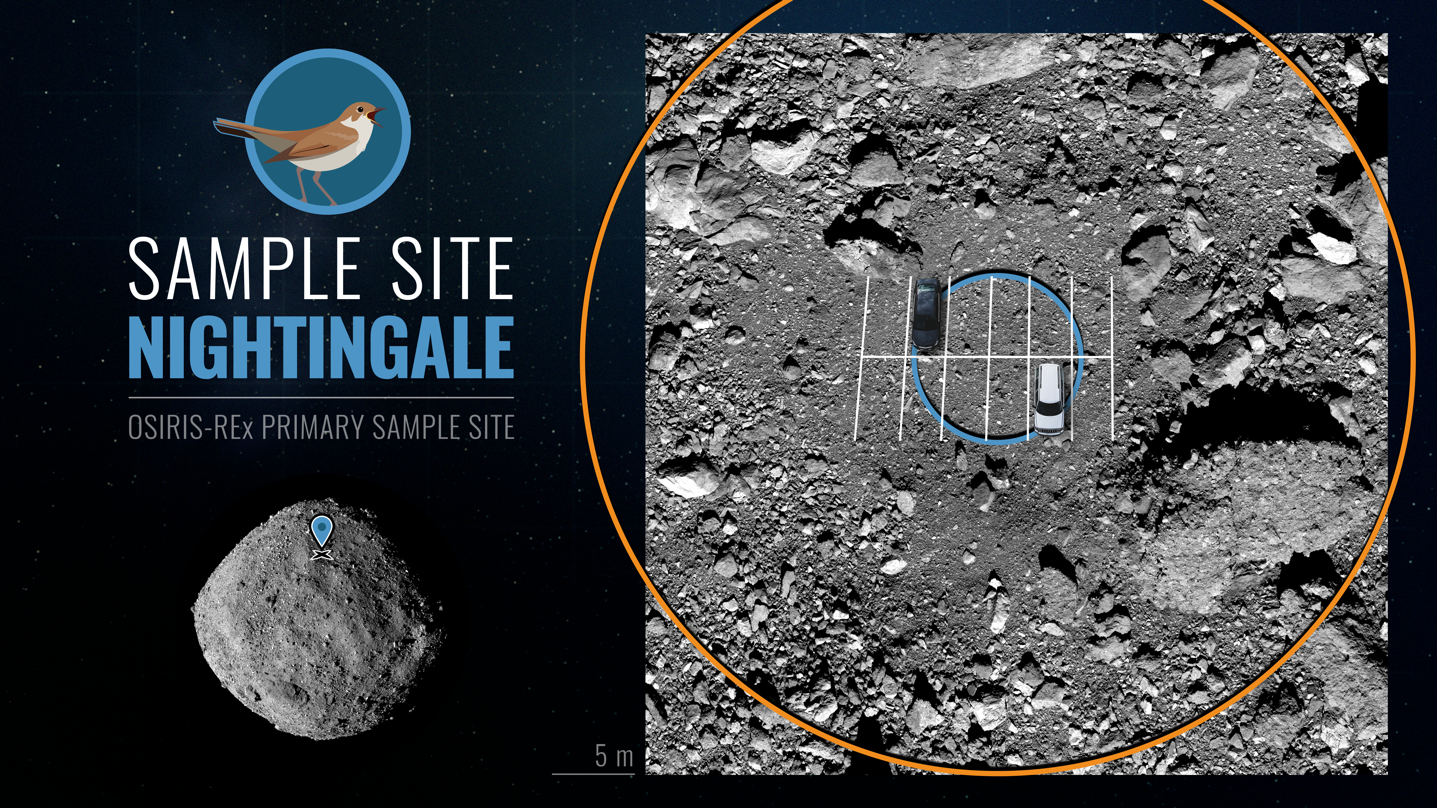 SAMPLE SITE
NIGHTINGALE
OSIRIS-REx PRIMARY SAMPLE SITE
5 m